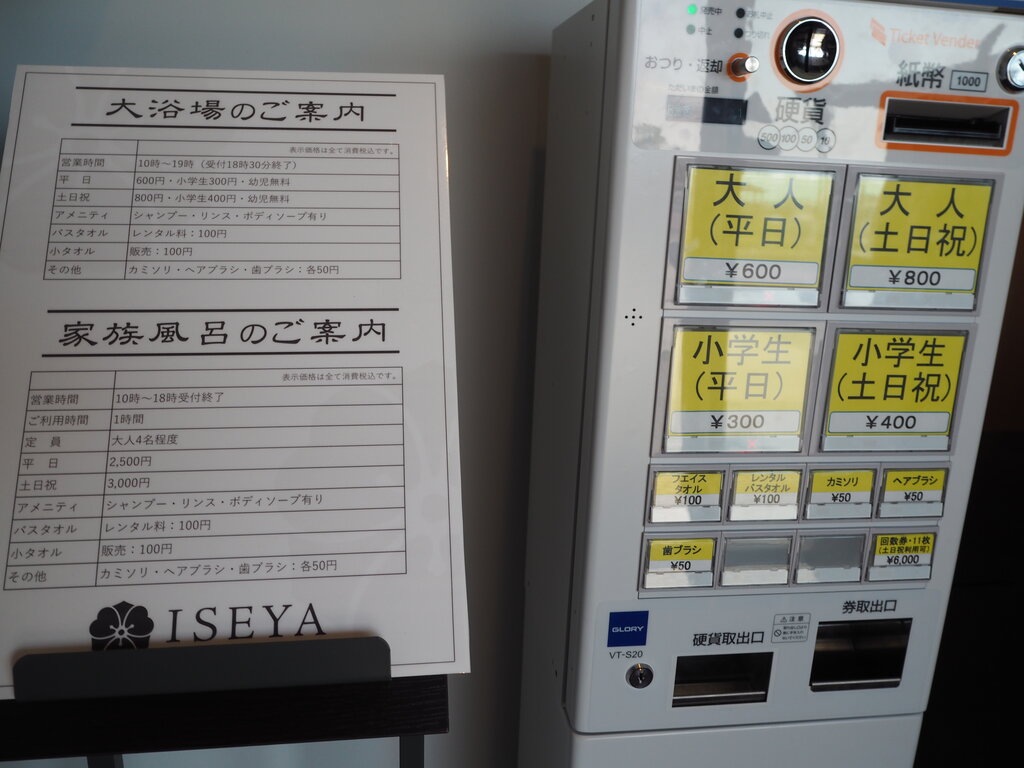 大浴場のご案内
表示価格は全て消費税込です。
営業時間 10時～19時（受付18時30分終了）
平 日 600円・小学生300円・幼児無料
土日祝 800円・小学生400円・幼児無料
アメニティ シャンプー・リンス・ボディソープ有り
バスタオル レンタル料：100円
小タオル 販売：100円
その他 カミソリ・ヘアブラシ・歯ブラシ：各50円
家族風呂のご案内
表示価格は全て消費税込です。
営業時間 10時～18時受付終了
ご利用時間 1時間
定 員 大人4名程度
平 日 2,500円
土日祝 3,000円
アメニティ シャンプー・リンス・ボディソープ有り
バスタオル レンタル料：100円
小タオル 販売：100円
その他 カミソリ・ヘアブラシ・歯ブラシ：各50円
ISEYA
発売中
中止 つり切れ
Ticket Vender
おつり・返却
紙幣 1000
ただいまの金額
硬貨
500 100 50 10
大人
(平日)
¥600
大人
(土日祝)
¥800
小学生
(平日)
¥300
小学生
(土日祝)
¥400
フェイス
タオル
¥100
レンタル
バスタオル
¥100
カミソリ
¥50
ヘアブラシ
¥50
歯ブラシ
¥50
回数券・11枚
(土日祝利用可)
¥6,000
GLORY
VT-S20
硬貨取出口
注意
券取出口